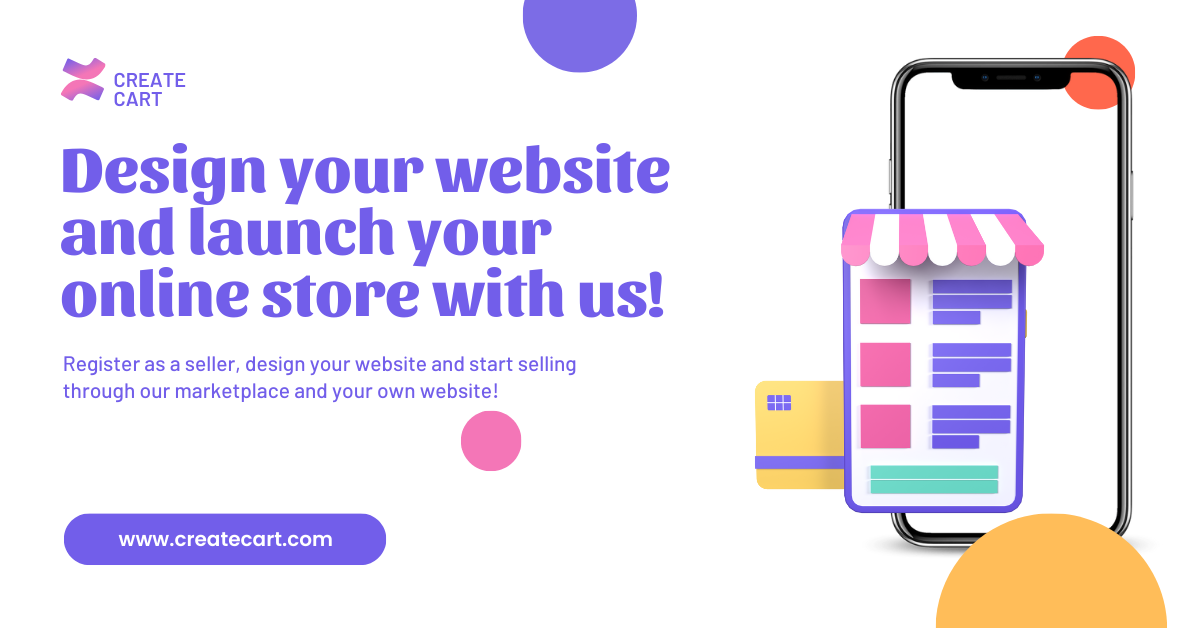 CREATE
CART
Design your website
and launch your
online store with us!
Register as a seller, design your website and start selling
through our marketplace and your own website!
www.createcart.com